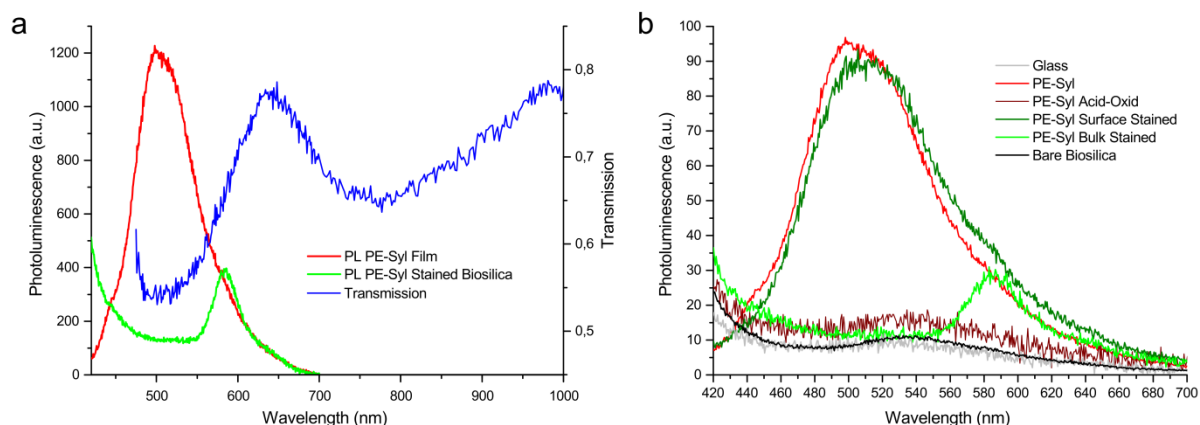 a
1200
1000
800
600
400
200
0
Photoluminescence (a.u.)
0,8
0,7
0,6
0,5
Transmission
PL PE-Syl Film
PL PE-Syl Stained Biosilica
Transmission
500 600 700 800 900 1000
Wavelength (nm)
b
100
90
80
70
60
50
40
30
20
10
0
Photoluminescence (a.u.)
Glass
PE-Syl
PE-Syl Acid-Oxid
PE-Syl Surface Stained
PE-Syl Bulk Stained
Bare Biosilica
420 440 460 480 500 520 540 560 580 600 620 640 660 680 700
Wavelength (nm)